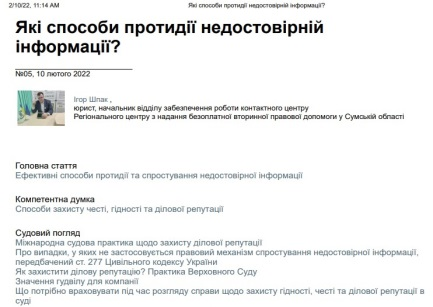 2/10/22, 11:14 AM
Які способи протидії недостовірній інформації?
Які способи протидії недостовірній
інформації?
№05, 10 лютого 2022
Ігор Шпак ,
юрист, начальник відділу забезпечення роботи контактного центру
Регіонального центру з надання безоплатної вторинної правової допомоги у Сумській області
Головна стаття
Ефективні способи протидії та спростування недостовірної інформації
Компетентна думка
Способи захисту честі, гідності та ділової репутації
Судовий погляд
Міжнародна судова практика щодо захисту ділової репутації
Про випадки, у яких не застосовується правовий механізм спростування недостовірної інформації,
передбачений ст. 277 Цивільного кодексу України
Як захистити ділову репутацію? Практика Верховного Суду
Значення гудвілу для компанії
Що потрібно враховувати під час розгляду справи щодо захисту гідності, честі та ділової репутації в
суді